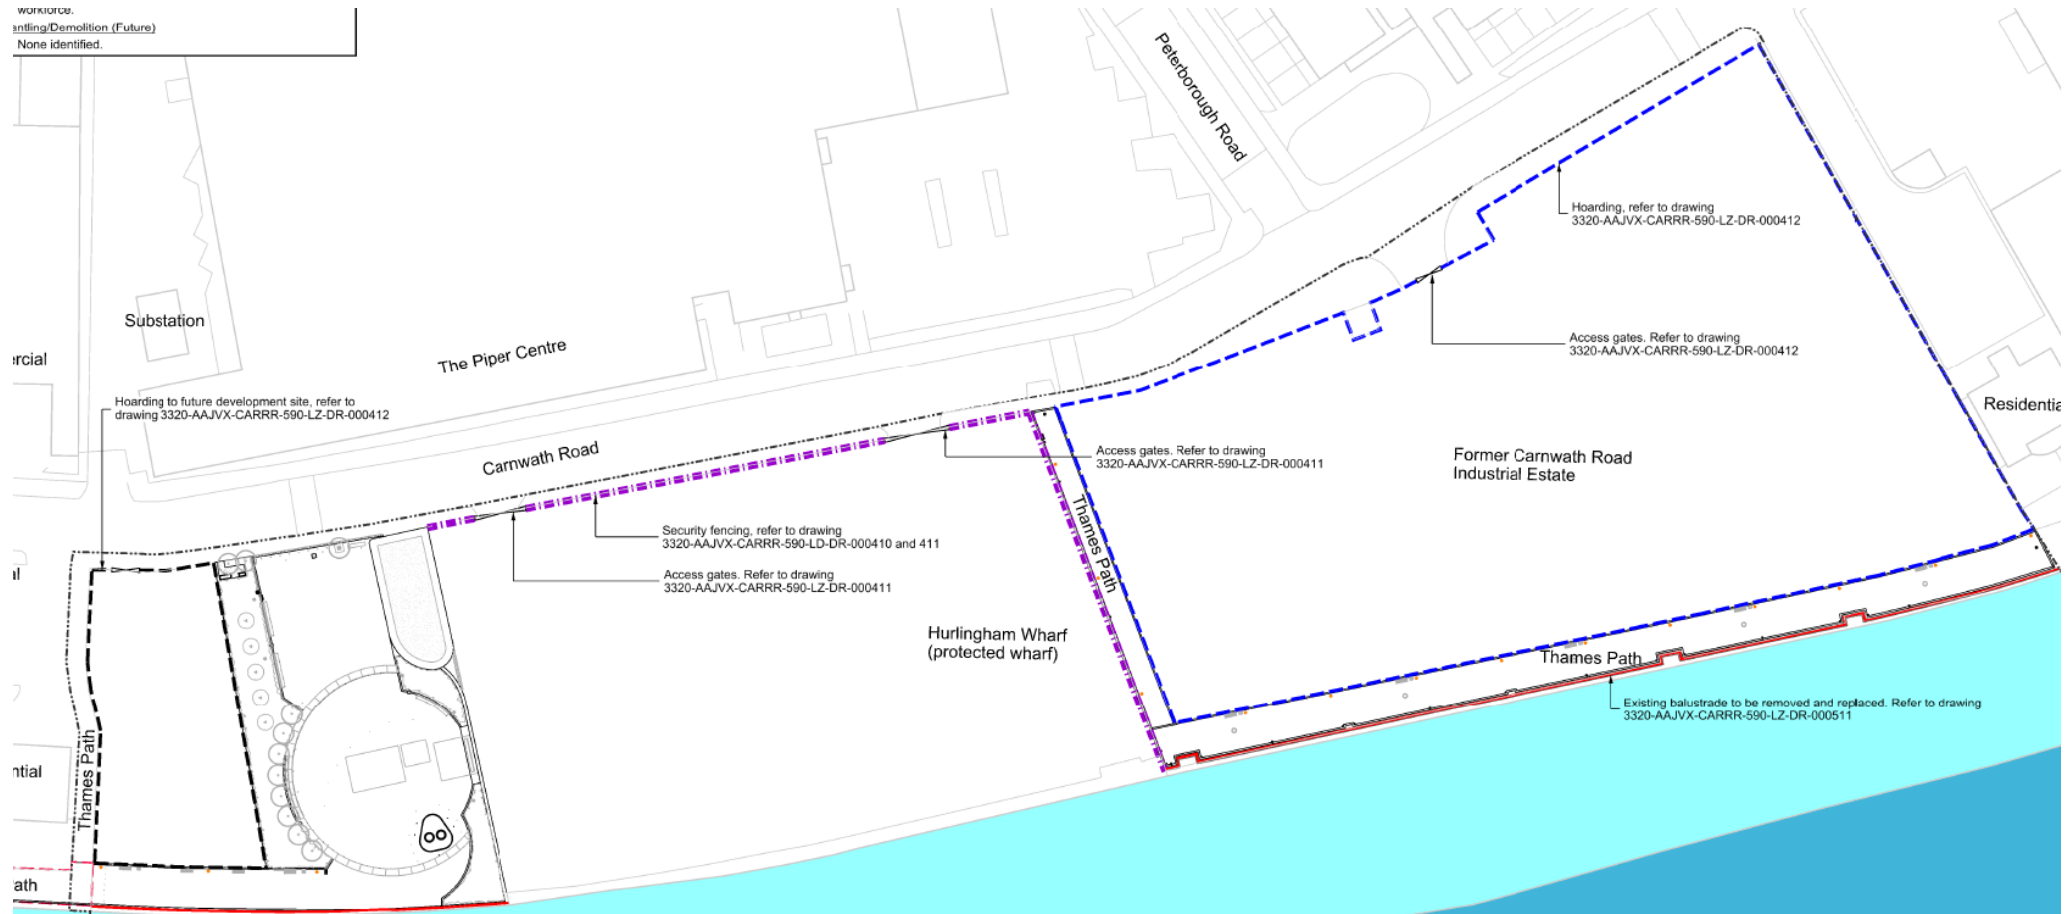 workforce.
antling/Demolition (Future)
None identified.
Peterborough Road
Hoarding, refer to drawing
3320-AAJVX-CARRR-590-LZ-DR-000412
Substation
The Piper Centre
Access gates. Refer to drawing
3320-AAJVX-CARRR-590-LZ-DR-000412
ercial
Hoarding to future development site, refer to
drawing 3320-AAJVX-CARRR-590-LZ-DR-000412
Residentia
Carnwath Road
Access gates. Refer to drawing
3320-AAJVX-CARRR-590-LZ-DR-000411
Former Carnwath Road
Industrial Estate
Security fencing, refer to drawing
3320-AAJVX-CARRR-590-LD-DR-000410 and 411
Thames Path
al
Access gates. Refer to drawing
3320-AAJVX-CARRR-590-LZ-DR-000411
Hurlingham Wharf
(protected wharf)
Thames Path
Existing balustrade to be removed and replaced. Refer to drawing
3320-AAJVX-CARRR-590-LZ-DR-000511
ntial
Thames Path
ath